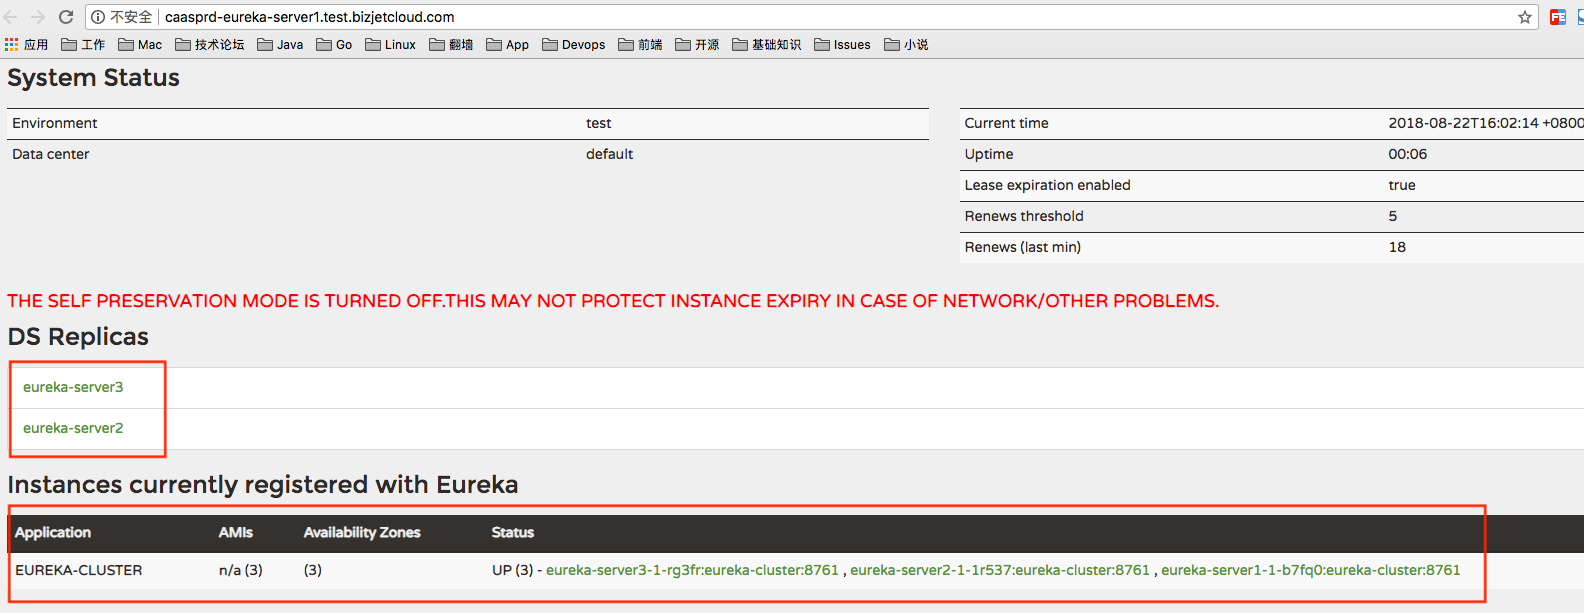 不安全 caasprd-eureka-server1.test.bizjetcloud.com
应用 工作 Mac 技术论坛 Java Go Linux 翻墙 App Devops 前端 开源 基础知识 Issues 小说
System Status
Environment test
Data center default
Current time 2018-08-22T16:02:14 +0800
Uptime 00:06
Lease expiration enabled true
Renews threshold 5
Renews (last min) 18
THE SELF PRESERVATION MODE IS TURNED OFF.THIS MAY NOT PROTECT INSTANCE EXPIRY IN CASE OF NETWORK/OTHER PROBLEMS.
DS Replicas
eureka-server3
eureka-server2
Instances currently registered with Eureka
Application AMIs Availability Zones Status
EUREKA-CLUSTER n/a (3) (3) UP (3) - eureka-server3-1-rg3fr:eureka-cluster:8761 , eureka-server2-1-1r537:eureka-cluster:8761 , eureka-server1-1-b7fq0:eureka-cluster:8761